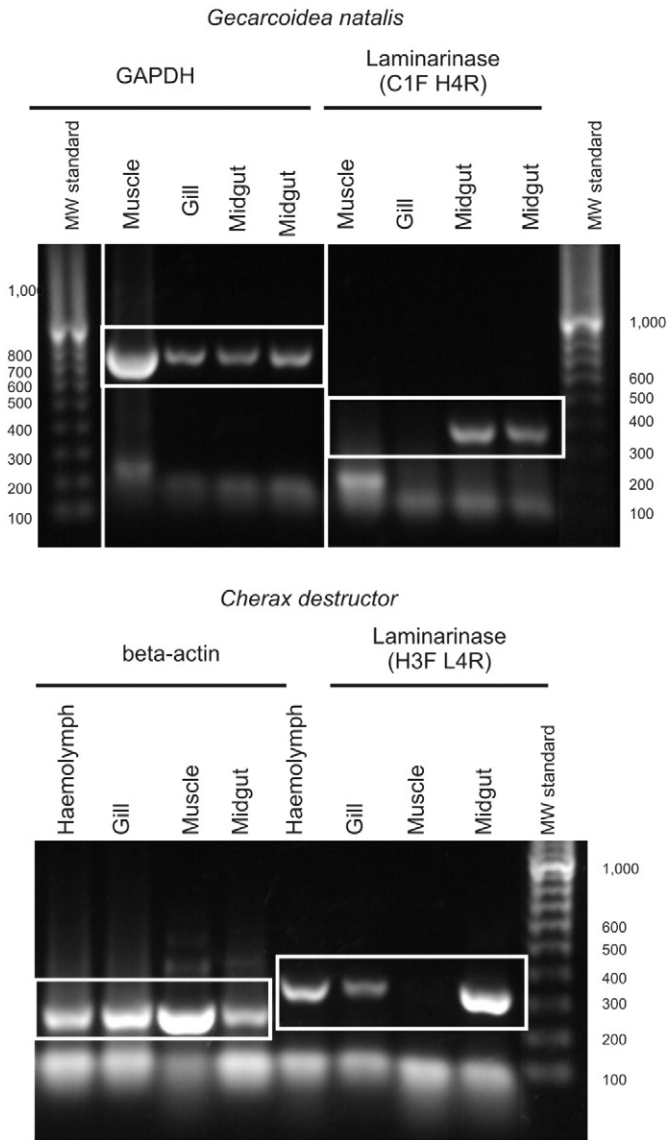 Gecarcoidea natalis
GAPDH
Laminarinase
(C1F H4R)
MW standard
Muscle
Gill
Midgut
Midgut
Muscle
Gill
Midgut
Midgut
MW standard
1,00
800
700
600
500
400
300
200
100
1,000
600
500
400
300
200
100
Cherax destructor
beta-actin
Laminarinase
(H3F L4R)
Haemolymph
Gill
Muscle
Midgut
Haemolymph
Gill
Muscle
Midgut
MW standard
1,000
600
500
400
300
200
100